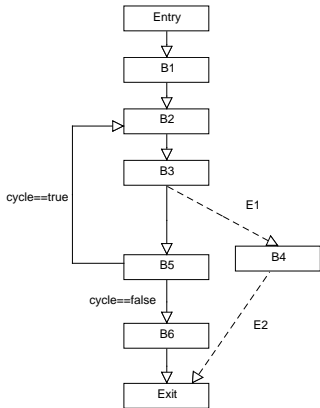 Entry
B1
B2
B3
cycle==true
E1
B4
B5
cycle==false
E2
B6
Exit